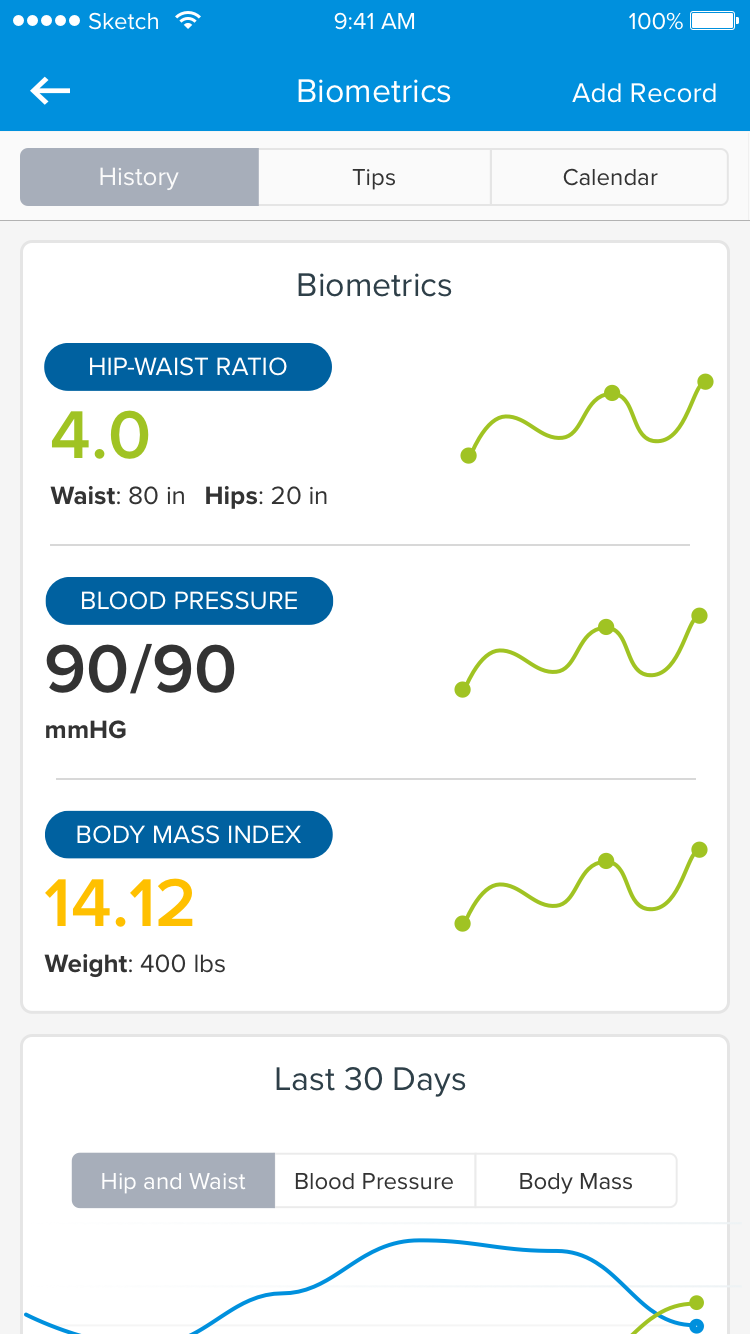 Sketch 9:41 AM 100%
Biometrics Add Record
History Tips Calendar
Biometrics
HIP-WAIST RATIO
4.0
Waist: 80 in Hips: 20 in
BLOOD PRESSURE
90/90
mmHG
BODY MASS INDEX
14.12
Weight: 400 lbs
Last 30 Days
Hip and Waist Blood Pressure Body Mass